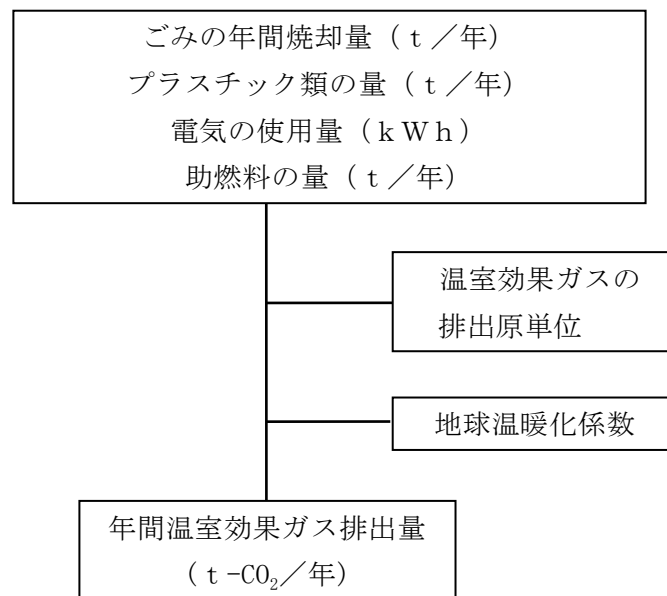 ごみの年間焼却量（ｔ／年）
プラスチック類の量（ｔ／年）
電気の使用量（ｋＷｈ）
助燃料の量（ｔ／年）
温室効果ガスの
排出原単位
地球温暖化係数
年間温室効果ガス排出量
（ｔ-CO₂／年）